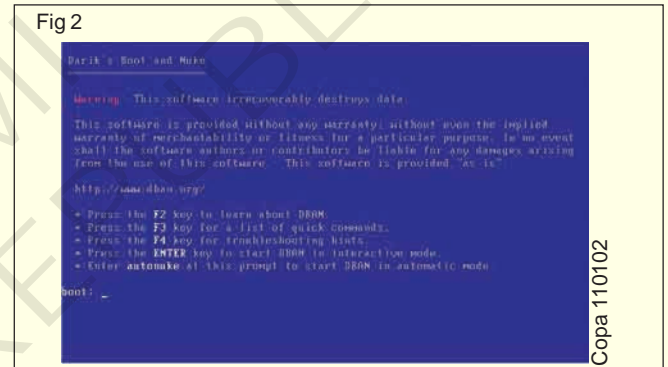 Fig 2
Darik's Boot and Nuke
Warning: This software irrecoverably destroys data.
This software is provided without any warranty; without even the implied
warranty of merchantability or fitness for a particular purpose. In no event
shall the software authors or contributors be liable for any damages arising
from the use of this software. This software is provided "as is".
http://www.dban.org/
* Press the F2 key to learn about DBAN.
* Press the F3 key for a list of quick commands.
* Press the F4 key for troubleshooting hints.
* Press the ENTER key to start DBAN in interactive mode.
* Enter autonuke at this prompt to start DBAN in automatic mode.
boot: _
Copa 110102